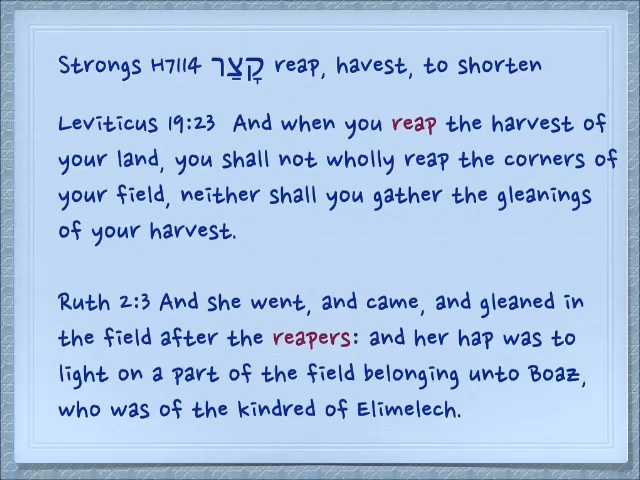 Strongs H7114 קָצַר reap, havest, to shorten
Leviticus 19:23 And when you reap the harvest of
your land, you shall not wholly reap the corners of
your field, neither shall you gather the gleanings
of your harvest.
Ruth 2:3 And she went, and came, and gleaned in
the field after the reapers: and her hap was to
light on a part of the field belonging unto Boaz,
who was of the kindred of Elimelech.